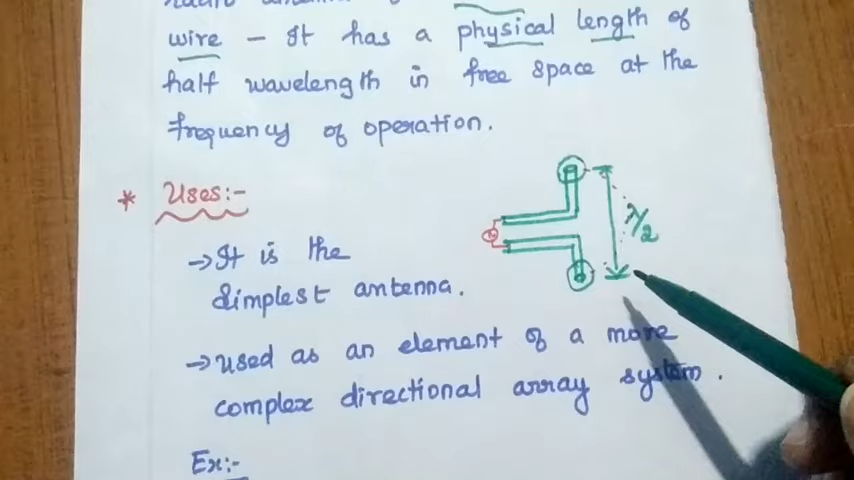 wire - It has a physical length of
half wavelength in free space at the
frequency of operation.
* Uses:-
λ/2
→ It is the
simplest antenna.
→ used as an element of a more
complex directional array system.
Ex:-